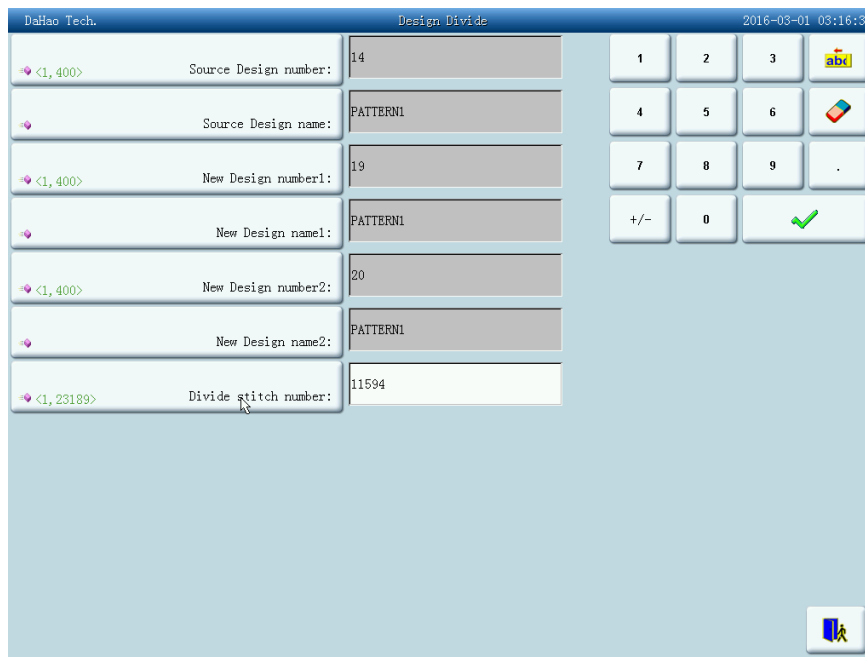 DaHao Tech. Design Divide 2016-03-01 03:16:3
<1,400> Source Design number: 14
Source Design name: PATTERN1
<1,400> New Design number1: 19
New Design name1: PATTERN1
<1,400> New Design number2: 20
New Design name2: PATTERN1
<1,23189> Divide stitch number: 11594
1 2 3 abc
4 5 6
7 8 9 .
+/- 0